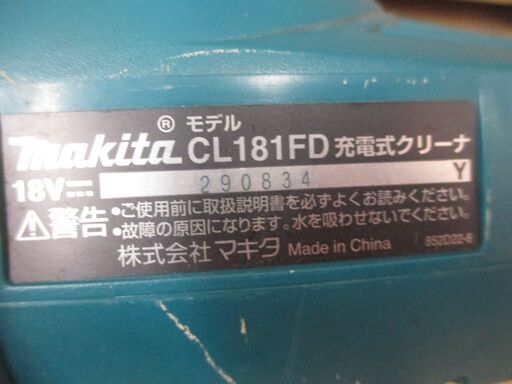 ® モデル
makita CL181FD 充電式クリーナ
18V⎓ 290834 Y
⚠警告 •ご使用前に取扱説明書を必ずよくお読みください。
•故障の原因になります。水を吸わせないでください。
株式会社 マキタ Made in China 852D22-8